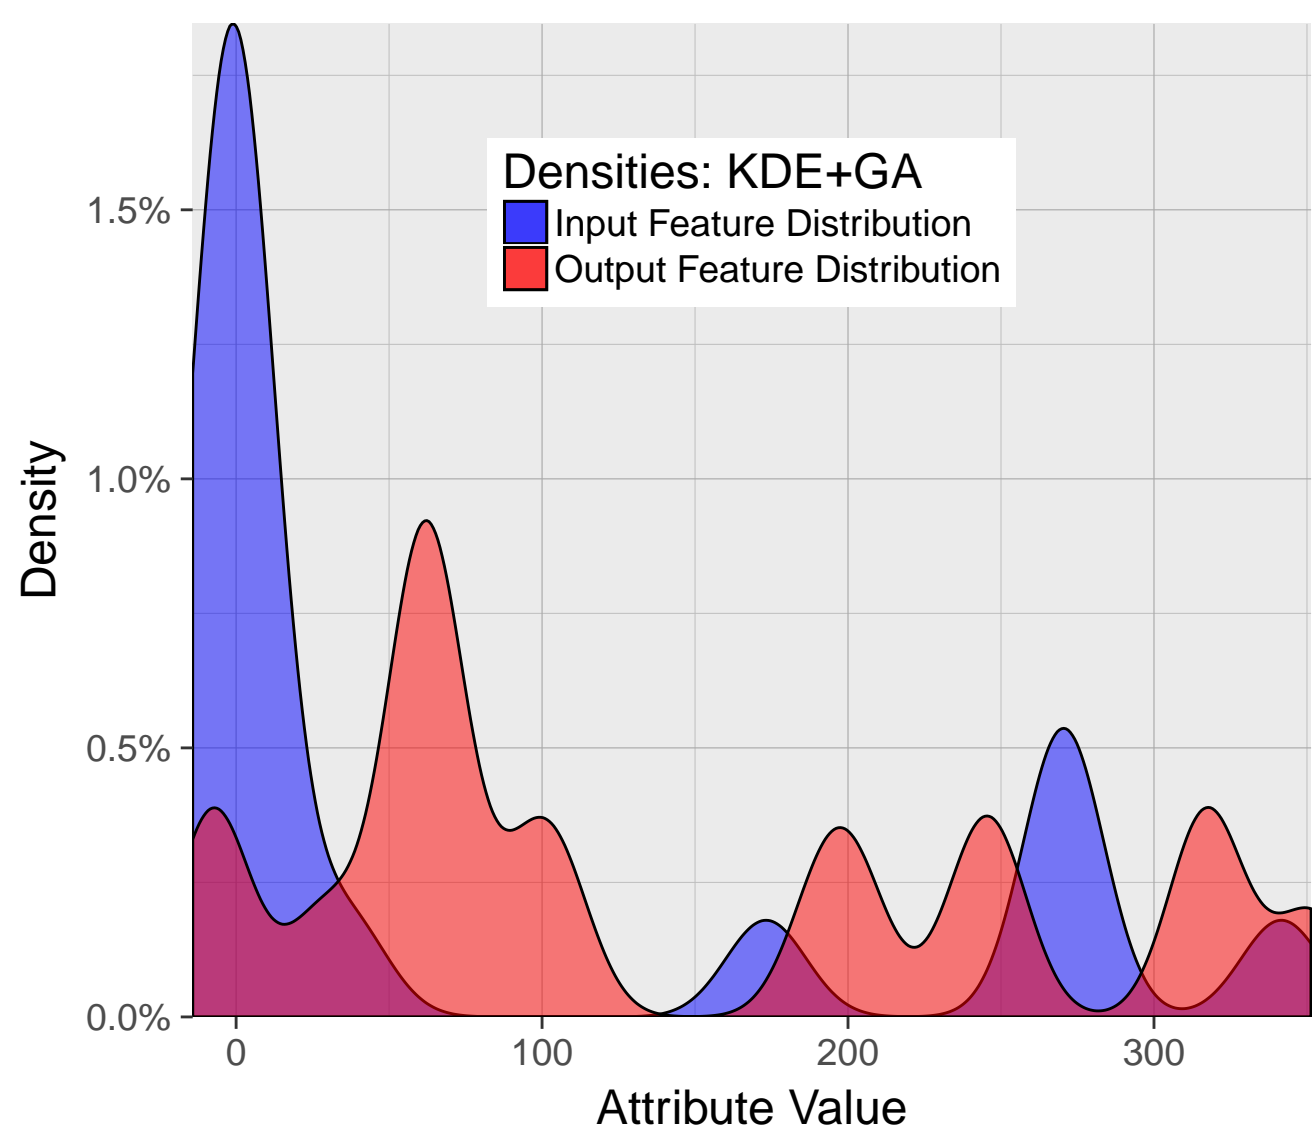 Densities: KDE+GA
Input Feature Distribution
Output Feature Distribution
Density
1.5%
1.0%
0.5%
0.0%
0 100 200 300
Attribute Value